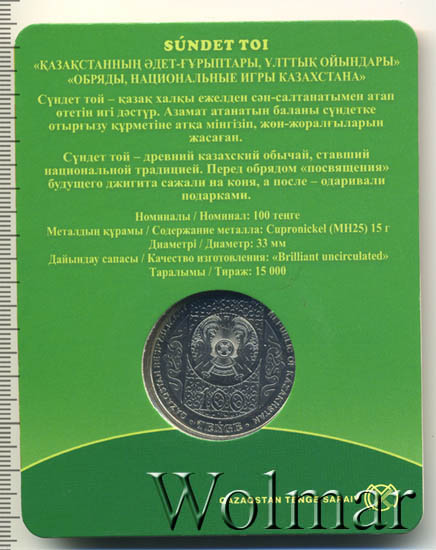 SÚNDET TOI
«ҚАЗАҚСТАННЫҢ ӘДЕТ-ҒҰРЫПТАРЫ, ҰЛТТЫҚ ОЙЫНДАРЫ»
«ОБРЯДЫ, НАЦИОНАЛЬНЫЕ ИГРЫ КАЗАХСТАНА»
Сүндет той – қазақ халқы ежелден сән-салтанатымен атап
өтетін игі дәстүр. Азамат атанатын баланы сүндетке
отырғызу құрметіне атқа мінгізіп, жөн-жоралғыларын
жасаған.
Сүндет той – древний казахский обычай, ставший
национальной традицией. Перед обрядом «посвящения»
будущего джигита сажали на коня, а после – одаривали
подарками.
Номиналы / Номинал: 100 теңге
Металдың құрамы / Содержание металла: Cupronickel (МН25) 15 г
Диаметрі / Диаметр: 33 мм
Дайындау сапасы / Качество изготовления: «Brilliant uncirculated»
Таралымы / Тираж: 15 000
100
TEŃGE
QAZAQSTAN TENGE SARAI
Wolmar